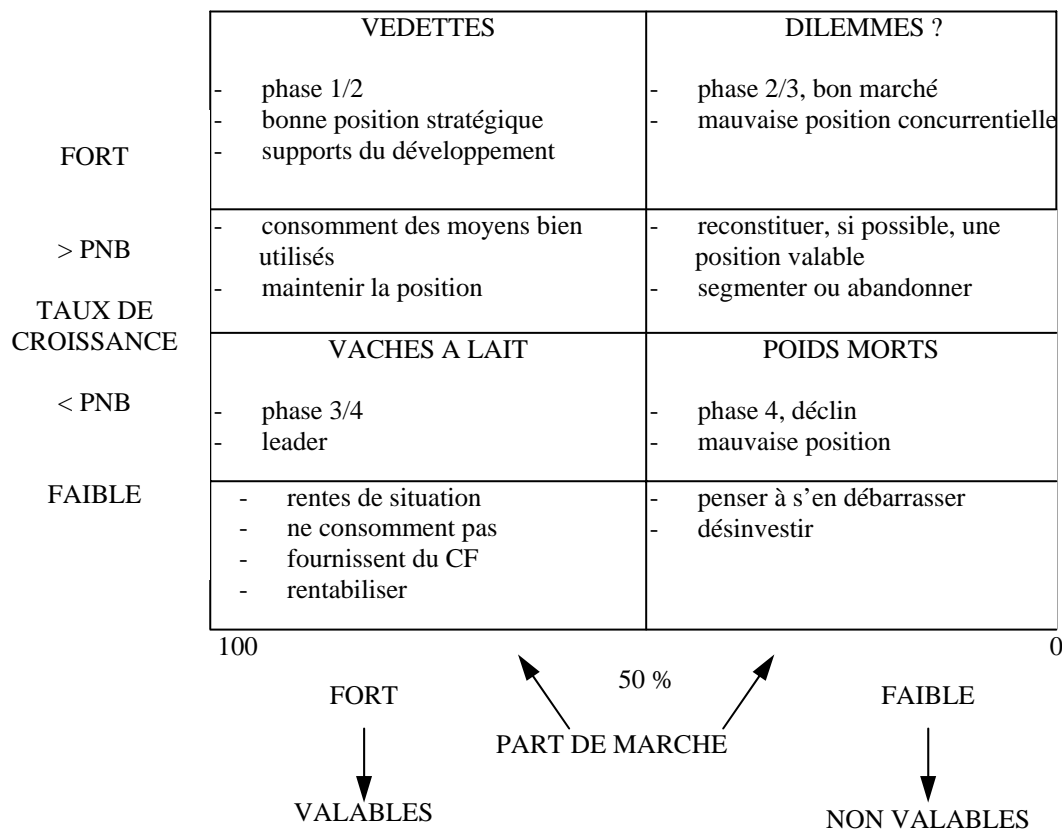 VEDETTES
- phase 1/2
- bonne position stratégique
- supports du développement
DILEMMES ?
- phase 2/3, bon marché
- mauvaise position concurrentielle
FORT
> PNB
- consomment des moyens bien
utilisés
- maintenir la position
- reconstituer, si possible, une
position valable
- segmenter ou abandonner
TAUX DE
CROISSANCE
VACHES A LAIT
- phase 3/4
- leader
POIDS MORTS
- phase 4, déclin
- mauvaise position
< PNB
FAIBLE
- rentes de situation
- ne consomment pas
- fournissent du CF
- rentabiliser
- penser à s’en débarrasser
- désinvestir
100
50 %
0
FORT
FAIBLE
PART DE MARCHE
VALABLES
NON VALABLES